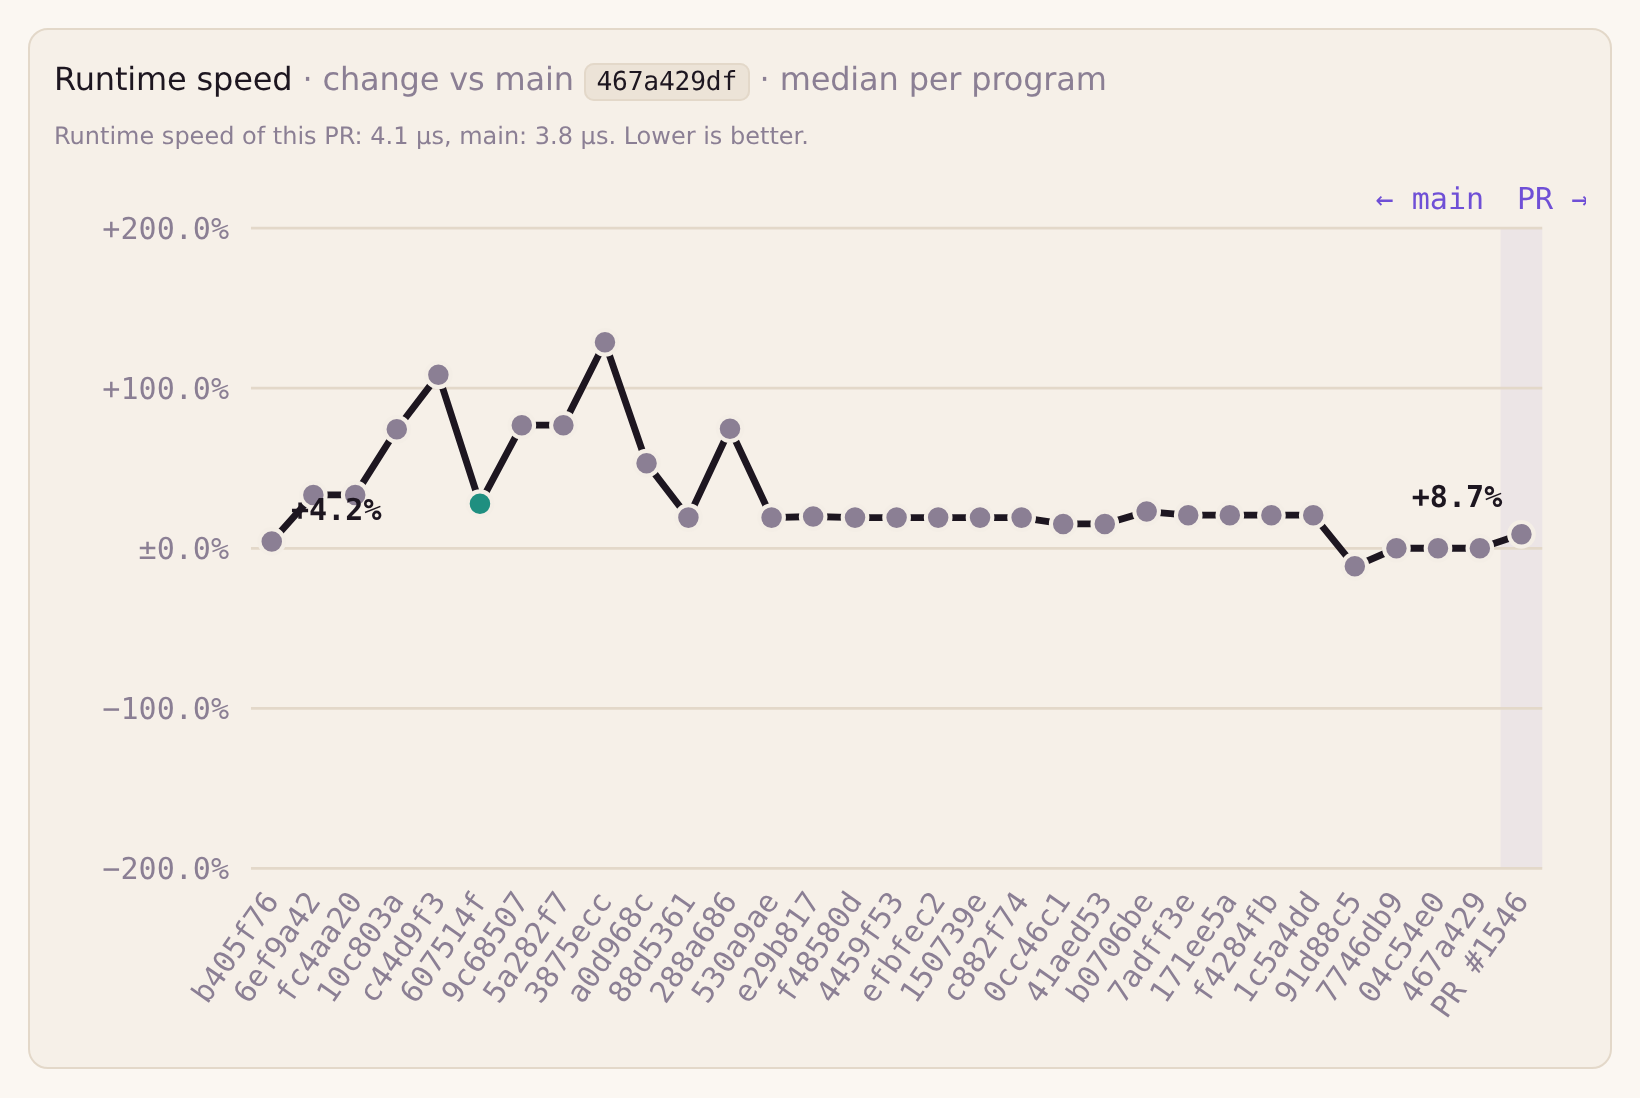 Runtime speed · change vs main 467a429df · median per program
Runtime speed of this PR: 4.1 µs, main: 3.8 µs. Lower is better.
← main PR →
+200.0%
+100.0%
±0.0%
−100.0%
−200.0%
+4.2%
+8.7%
b405f76
6ef9a42
fc4aa20
10c803a
c44d9f3
607514f
9c68507
5a282f7
3875ecc
a0d968c
88d5361
288a686
530a9ae
e29b817
f48580d
4459f53
efbfec2
150739e
c882f74
0cc46c1
41aed53
b0706be
7adff3e
171ee5a
f4284fb
1c5a4dd
91d88c5
7746db9
04c54e0
467a429
PR #1546